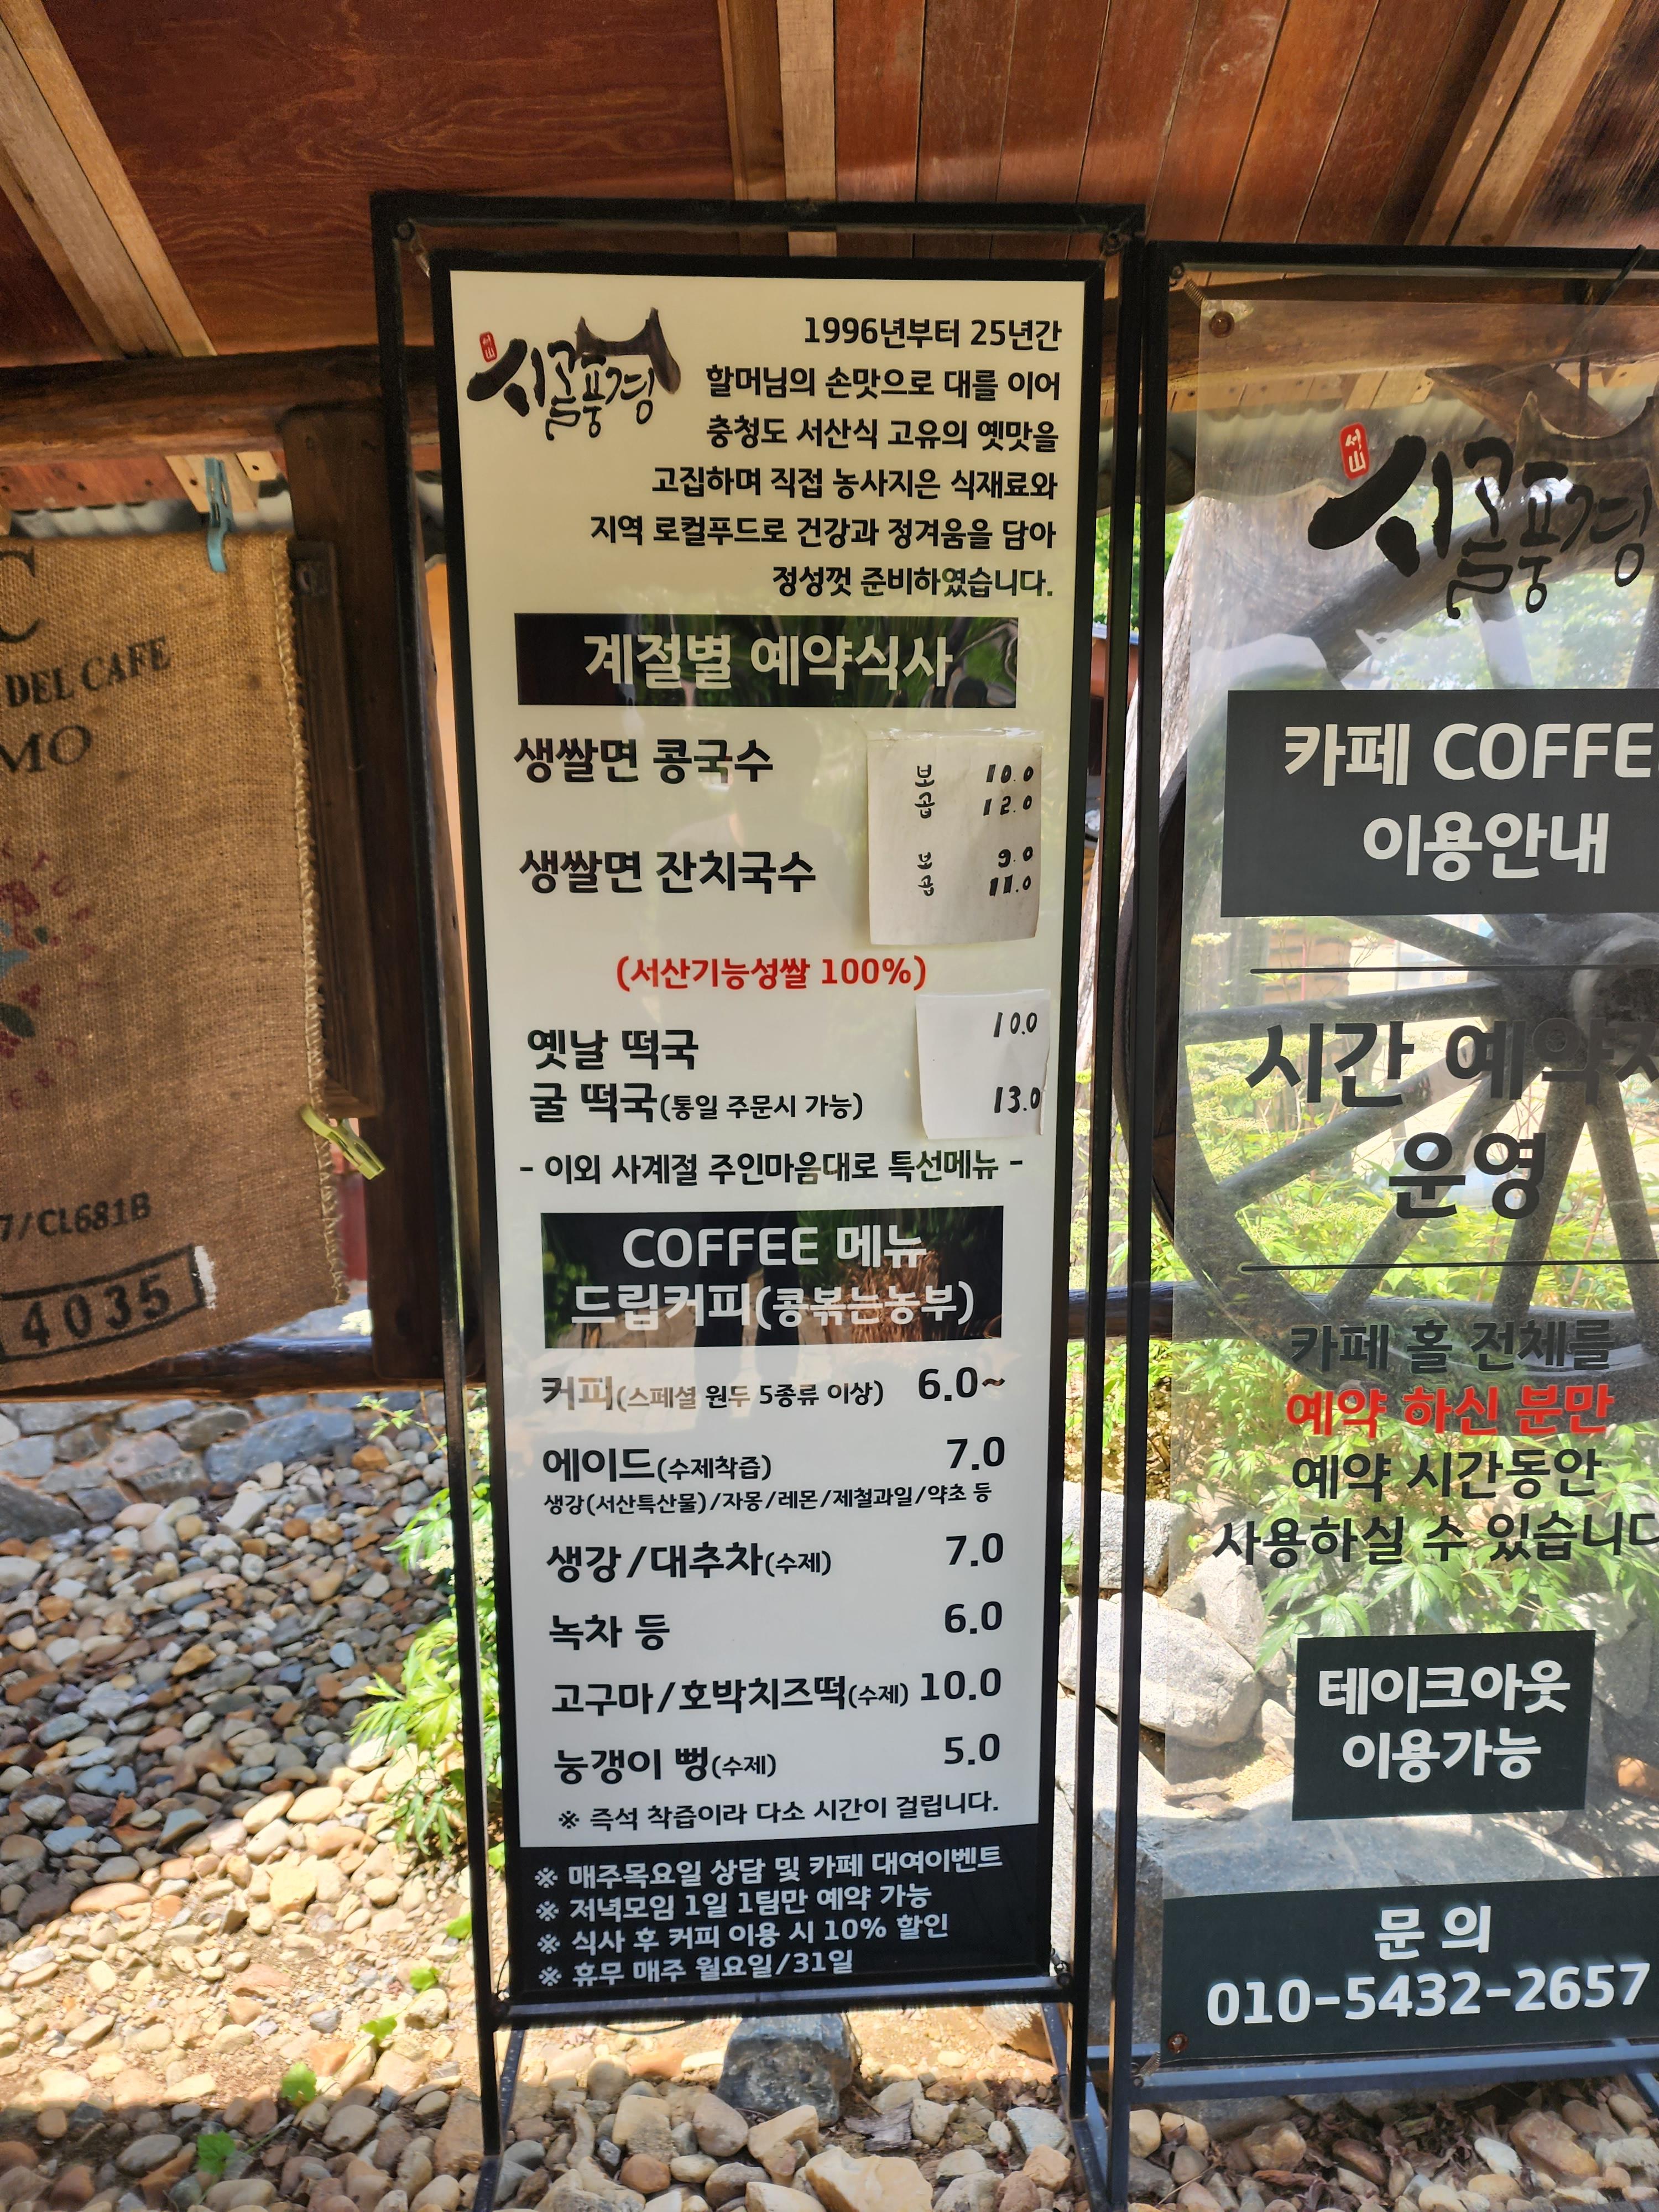 서산
시골풍경
1996년부터 25년간
할머님의 손맛으로 대를 이어
충청도 서산식 고유의 옛맛을
고집하며 직접 농사지은 식재료와
지역 로컬푸드로 건강과 정겨움을 담아
정성껏 준비하였습니다.
계절별 예약식사
생쌀면 콩국수 보 10.0
곱 12.0
생쌀면 잔치국수 보 9.0
곱 11.0
(서산기능성쌀 100%)
옛날 떡국 10.0
굴 떡국(통일 주문시 가능) 13.0
- 이외 사계절 주인마음대로 특선메뉴 -
COFFEE 메뉴
드립커피(콩볶는농부)
커피(스페셜 원두 5종류 이상) 6.0~
에이드(수제착즙) 7.0
생강(서산특산물)/자몽/레몬/제철과일/약초 등
생강/대추차(수제) 7.0
녹차 등 6.0
고구마/호박치즈떡(수제) 10.0
능갱이 빵(수제) 5.0
※ 즉석 착즙이라 다소 시간이 걸립니다.
※ 매주목요일 상담 및 카페 대여이벤트
※ 저녁모임 1일 1팀만 예약 가능
※ 식사 후 커피 이용 시 10% 할인
※ 휴무 매주 월요일/31일
서산
시골풍경
카페 COFFE
이용안내
시간 예약
운영
카페 홀 전체를
예약 하신 분만
예약 시간동안
사용하실 수 있습니다
테이크아웃
이용가능
문 의
010-5432-2657
C
DEL CAFE
MO
7/CL681B
4035